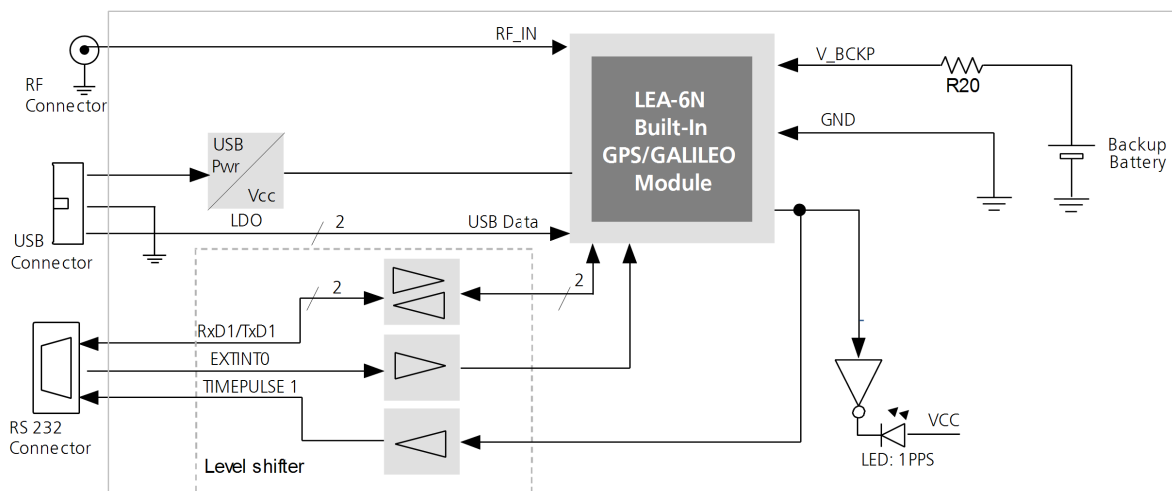 RF_IN
RF
Connector
LEA-6N
Built-In
GPS/GALILEO
Module
V_BCKP
R20
GND
Backup
Battery
USB
Pwr
Vcc
LDO
2
USB Data
USB
Connector
2
2
RxD1/TxD1
EXTINT0
TIMEPULSE 1
RS 232
Connector
Level shifter
VCC
LED: 1PPS